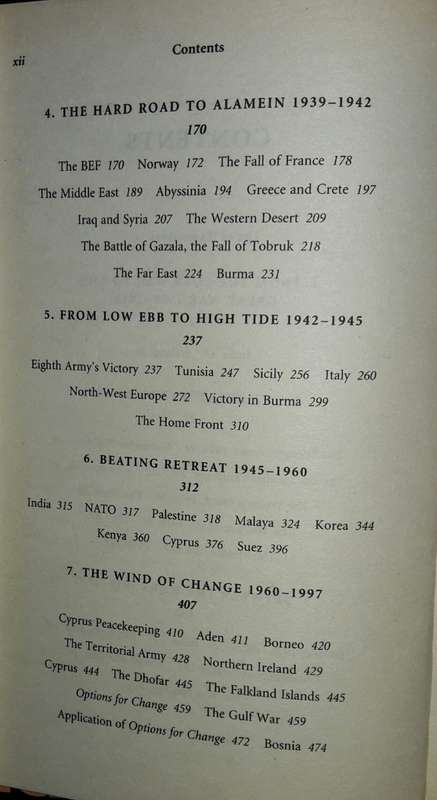 xii
Contents
4. THE HARD ROAD TO ALAMEIN 1939–1942
170
The BEF 170 Norway 172 The Fall of France 178
The Middle East 189 Abyssinia 194 Greece and Crete 197
Iraq and Syria 207 The Western Desert 209
The Battle of Gazala, the Fall of Tobruk 218
The Far East 224 Burma 231
5. FROM LOW EBB TO HIGH TIDE 1942–1945
237
Eighth Army's Victory 237 Tunisia 247 Sicily 256 Italy 260
North-West Europe 272 Victory in Burma 299
The Home Front 310
6. BEATING RETREAT 1945–1960
312
India 315 NATO 317 Palestine 318 Malaya 324 Korea 344
Kenya 360 Cyprus 376 Suez 396
7. THE WIND OF CHANGE 1960–1997
407
Cyprus Peacekeeping 410 Aden 411 Borneo 420
The Territorial Army 428 Northern Ireland 429
Cyprus 444 The Dhofar 445 The Falkland Islands 445
Options for Change 459 The Gulf War 459
Application of Options for Change 472 Bosnia 474